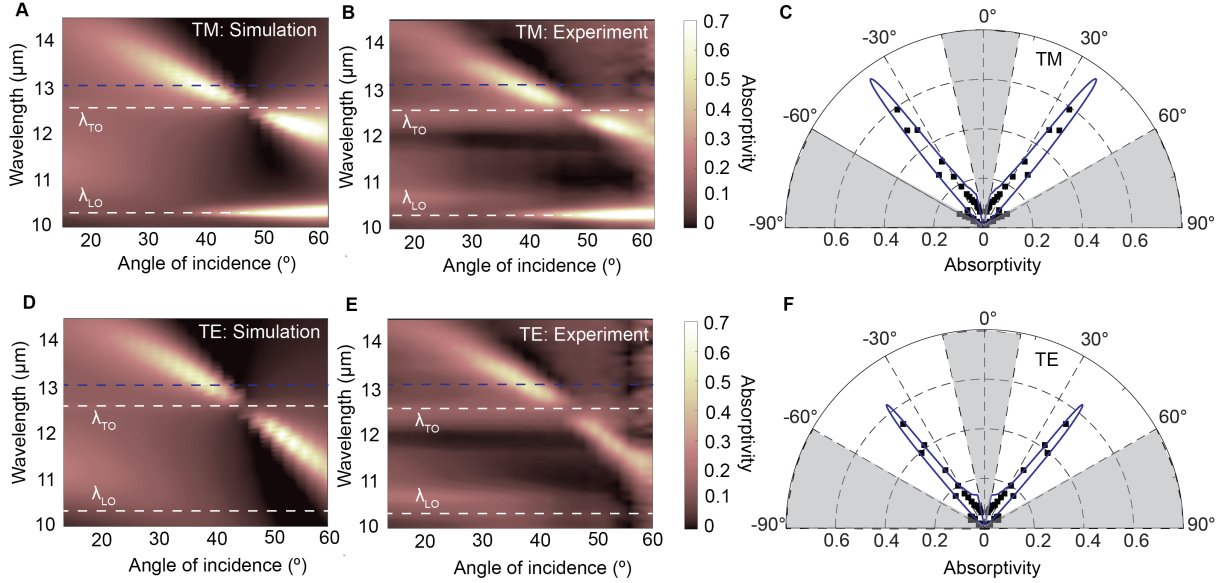 A
TM: Simulation
14
13
12
11
10
Wavelength (μm)
λTO
λLO
20 30 40 50 60
Angle of incidence (º)
B
TM: Experiment
14
13
12
11
10
Wavelength (μm)
λTO
λLO
20 30 40 50 60
Angle of incidence (º)
0.7
0.6
0.5
0.4
0.3
0.2
0.1
0
Absorptivity
C
0°
-30° 30°
TM
-60° 60°
-90° 90°
0.6 0.4 0.2 0 0.2 0.4 0.6
Absorptivity
D
TE: Simulation
14
13
12
11
10
Wavelength (μm)
λTO
λLO
20 30 40 50 60
Angle of incidence (º)
E
TE: Experiment
14
13
12
11
10
Wavelength (μm)
λTO
λLO
20 30 40 50 60
Angle of incidence (º)
0.7
0.6
0.5
0.4
0.3
0.2
0.1
0
Absorptivity
F
0°
-30° 30°
TE
-60° 60°
-90° 90°
0.6 0.4 0.2 0 0.2 0.4 0.6
Absorptivity